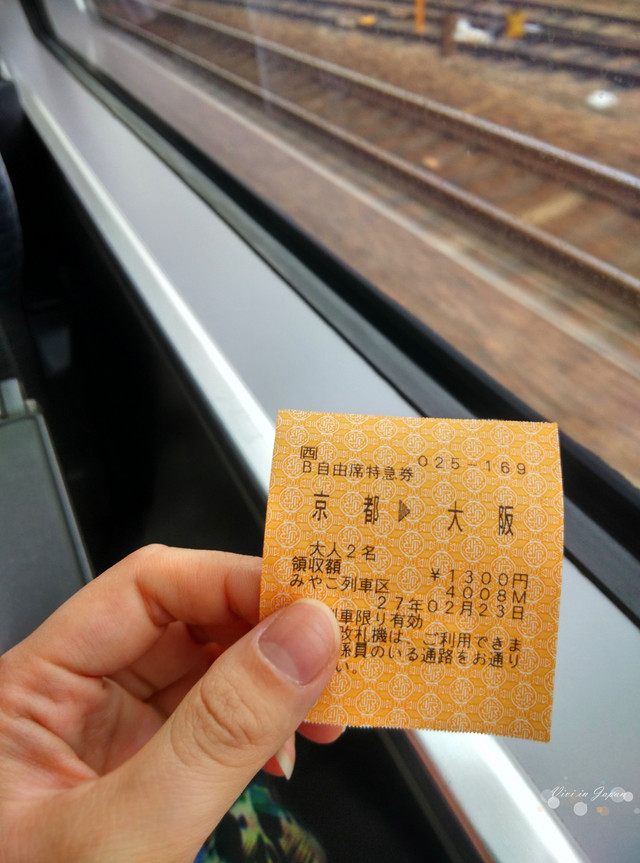 西
025-169
B自由席特急券
京都▶大阪
大人2名
領収額 ￥1300円
みやこ列車区 4008M
27年02月23日
車限り有効
改札機は、ご利用できま
係員のいる通路をお通り
い。
Vivi in Japan